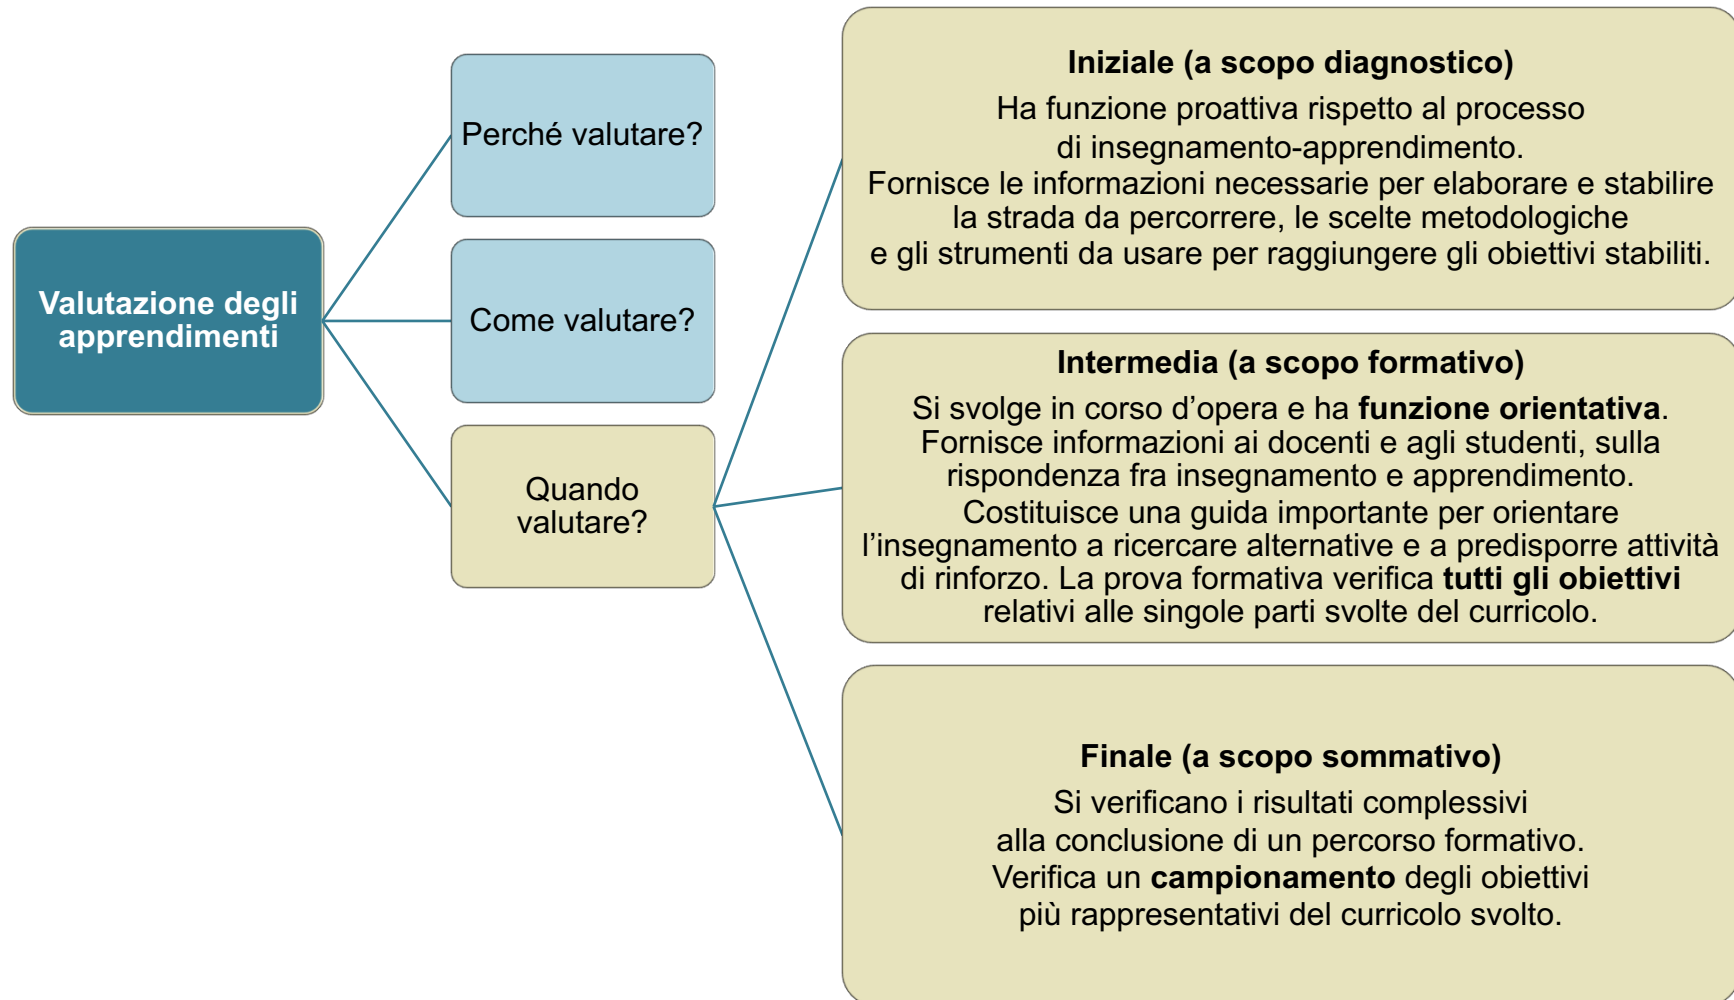 Valutazione degli
apprendimenti
Perché valutare?
Come valutare?
Quando
valutare?
Iniziale (a scopo diagnostico)
Ha funzione proattiva rispetto al processo
di insegnamento-apprendimento.
Fornisce le informazioni necessarie per elaborare e stabilire
la strada da percorrere, le scelte metodologiche
e gli strumenti da usare per raggiungere gli obiettivi stabiliti.
Intermedia (a scopo formativo)
Si svolge in corso d’opera e ha funzione orientativa.
Fornisce informazioni ai docenti e agli studenti, sulla
rispondenza fra insegnamento e apprendimento.
Costituisce una guida importante per orientare
l’insegnamento a ricercare alternative e a predisporre attività
di rinforzo. La prova formativa verifica tutti gli obiettivi
relativi alle singole parti svolte del curricolo.
Finale (a scopo sommativo)
Si verificano i risultati complessivi
alla conclusione di un percorso formativo.
Verifica un campionamento degli obiettivi
più rappresentativi del curricolo svolto.